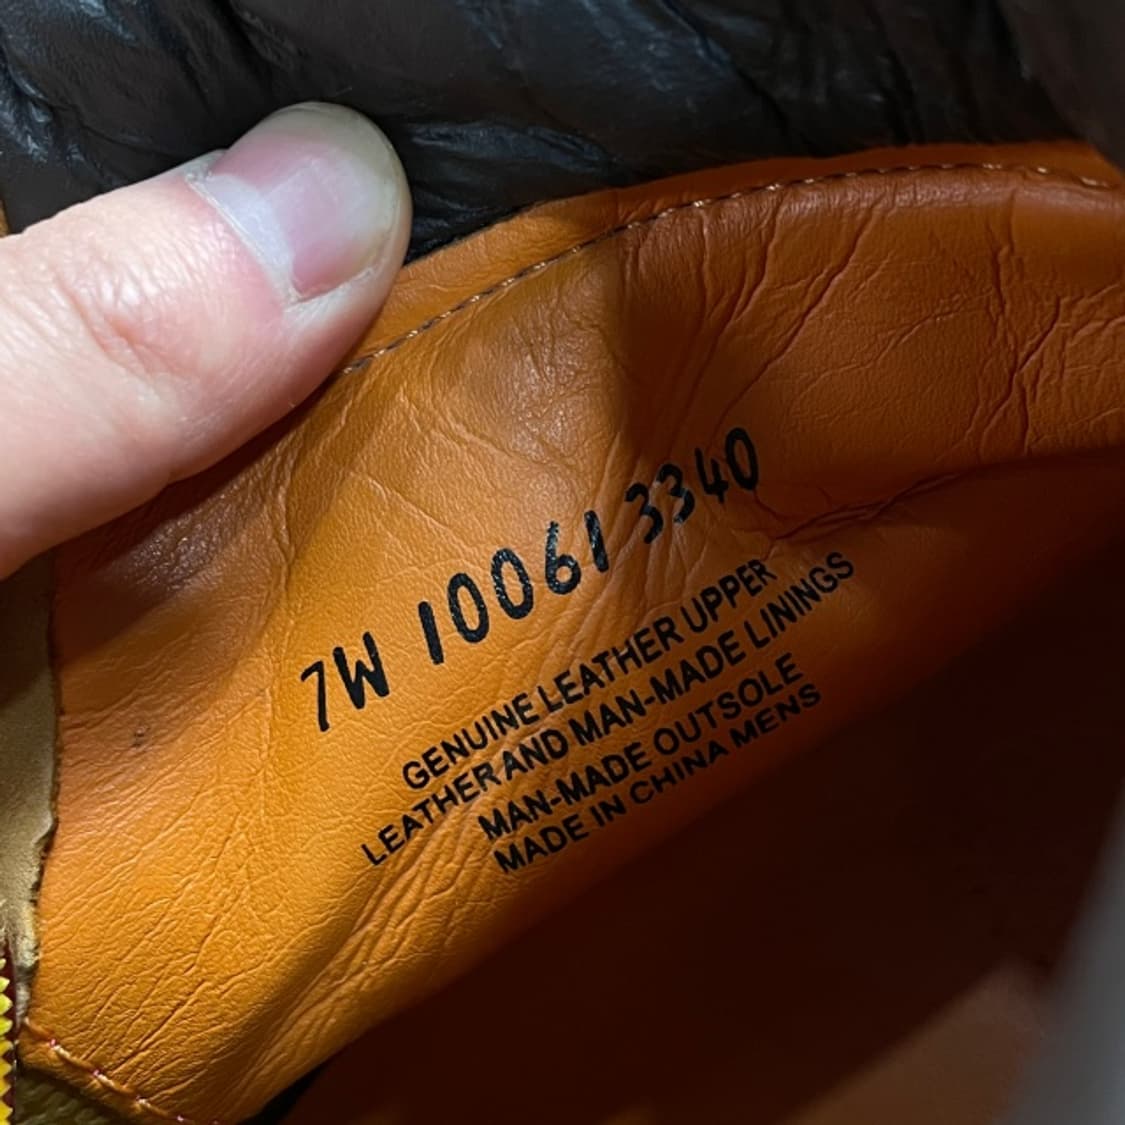 7W 10061 3340
GENUINE LEATHER UPPER
LEATHER AND MAN-MADE LININGS
MAN-MADE OUTSOLE
MADE IN CHINA MENS